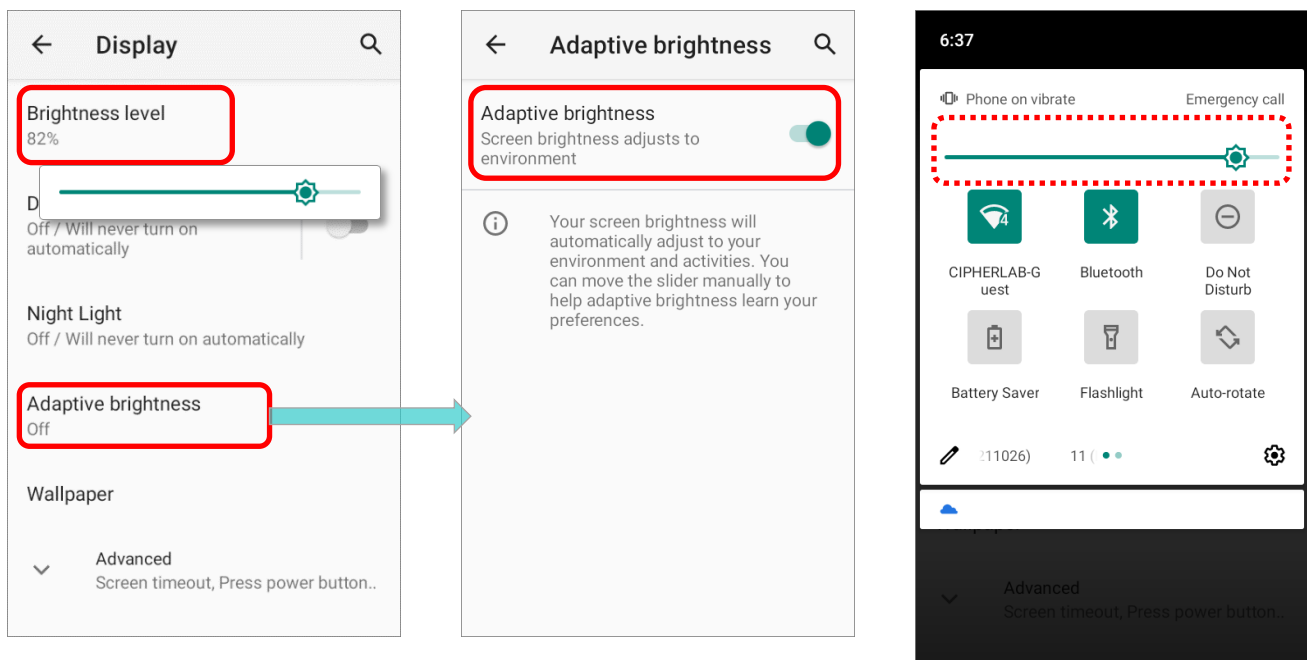 Display
Brightness level
82%
D
Off / Will never turn on
automatically
Night Light
Off / Will never turn on automatically
Adaptive brightness
Off
Wallpaper
Advanced
Screen timeout, Press power button..
Adaptive brightness
Adaptive brightness
Screen brightness adjusts to
environment
Your screen brightness will
automatically adjust to your
environment and activities. You
can move the slider manually to
help adaptive brightness learn your
preferences.
6:37
Phone on vibrate Emergency call
4
CIPHERLAB-G
uest
Bluetooth
Do Not
Disturb
Battery Saver
Flashlight
Auto-rotate
211026) 11 (
Advanced
Screen timeout, Press power button..